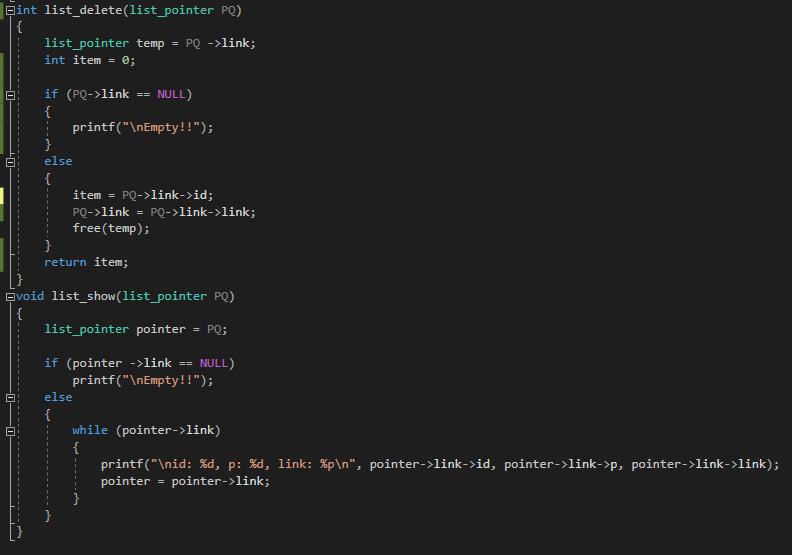 int list_delete(list_pointer PQ)
{
    list_pointer temp = PQ ->link;
    int item = 0;

    if (PQ->link == NULL)
    {
        printf("\nEmpty!!");
    }
    else
    {
        item = PQ->link->id;
        PQ->link = PQ->link->link;
        free(temp);
    }
    return item;
}
void list_show(list_pointer PQ)
{
    list_pointer pointer = PQ;

    if (pointer ->link == NULL)
        printf("\nEmpty!!");
    else
    {
        while (pointer->link)
        {
            printf("\nid: %d, p: %d, link: %p\n", pointer->link->id, pointer->link->p, pointer->link->link);
            pointer = pointer->link;
        }
    }
}